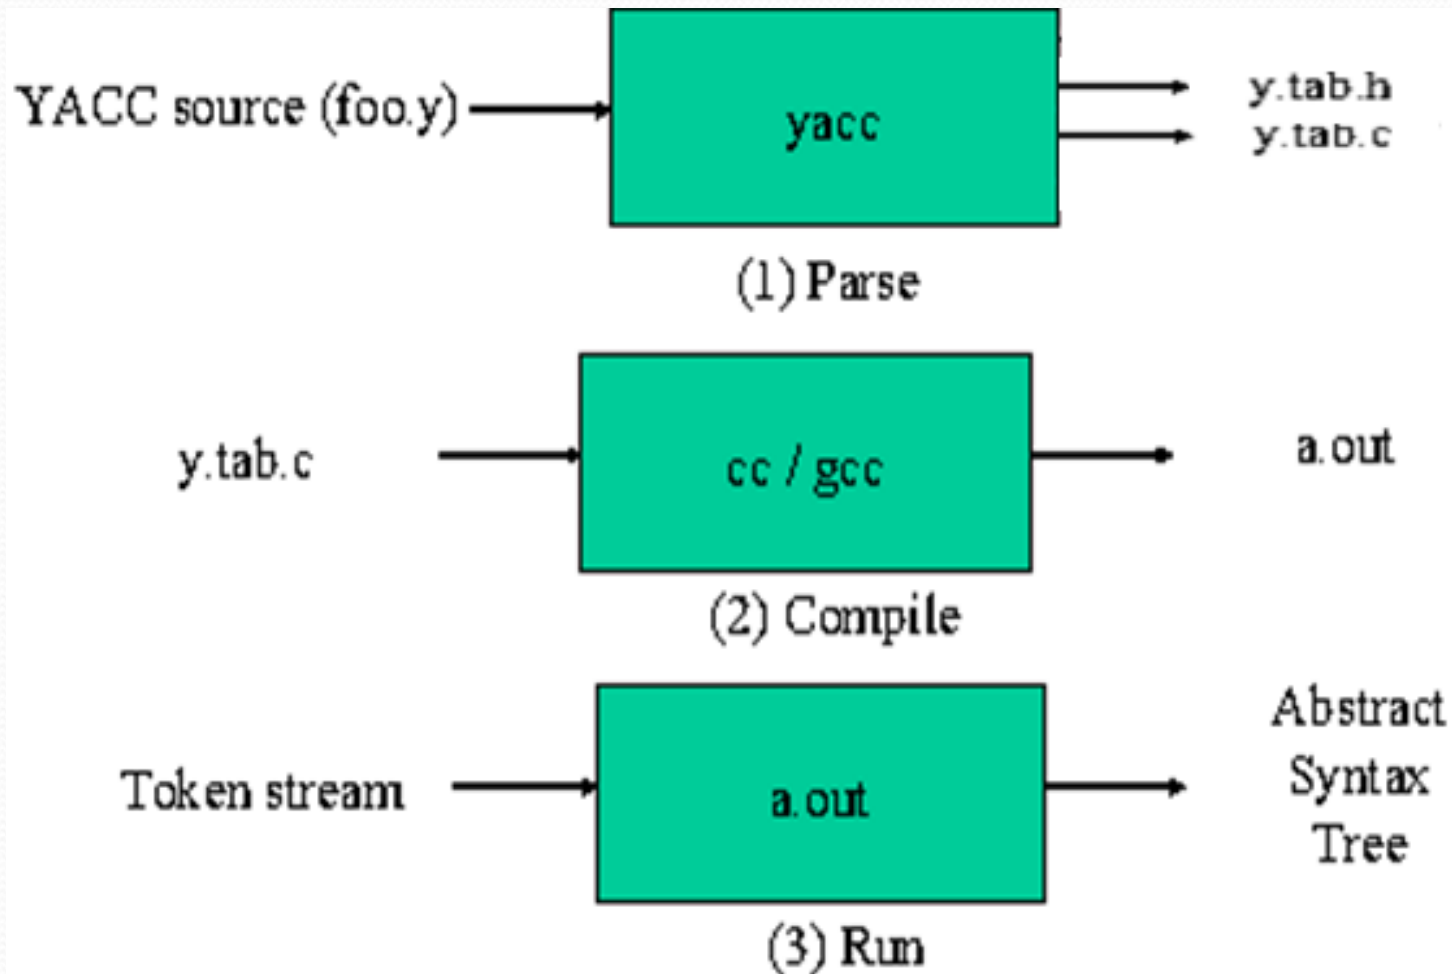 YACC source (foo.y)
yacc
y.tab.h
y.tab.c
(1) Parse
y.tab.c
cc / gcc
a.out
(2) Compile
Token stream
a.out
Abstract
Syntax
Tree
(3) Run